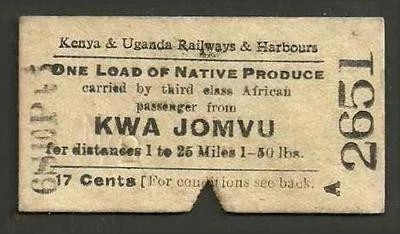 Kenya & Uganda Railways & Harbours
ONE LOAD OF NATIVE PRODUCE
carried by third class African
passenger from
KWA JOMVU
for distances 1 to 25 Miles 1-50 lbs.
17 Cents [For conditions see back.
A 2651